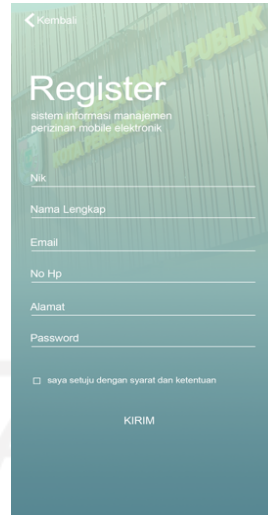 Kembali
Register
sistem informasi manajemen
perizinan mobile elektronik
Nik
Nama Lengkap
Email
No Hp
Alamat
Password
saya setuju dengan syarat dan ketentuan
KIRIM